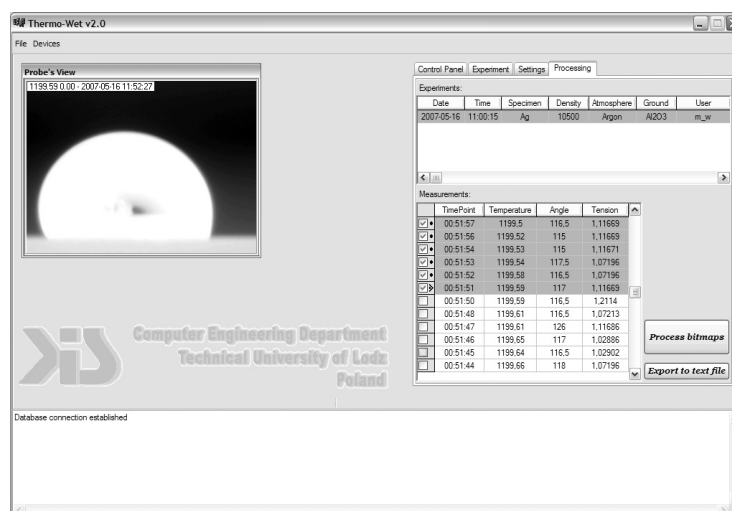 Thermo-Wet v2.0
File Devices
Probe's View
1199.59 0.00 - 2007-05-16 11:52:27
Control Panel Experiment Settings Processing
Experiments:
Date Time Specimen Density Atmosphere Ground User
2007-05-16 11:00:15 Ag 10500 Argon Al2O3 m_w
Measurements:
TimePoint Temperature Angle Tension
00:51:57 1199,5 116,5 1,11669
00:51:56 1199,52 115 1,11669
00:51:54 1199,53 115 1,11671
00:51:53 1199,54 117,5 1,07196
00:51:52 1199,58 116,5 1,07196
00:51:51 1199,59 117 1,11669
00:51:50 1199,59 116,5 1,2114
00:51:48 1199,61 116,5 1,07213
00:51:47 1199,61 126 1,11686
00:51:46 1199,65 117 1,02886
00:51:45 1199,64 116,5 1,02902
00:51:44 1199,66 118 1,07196
Process bitmaps
Export to text file
KiS
Computer Engineering Department
Technical University of Lodz
Poland
Database connection established